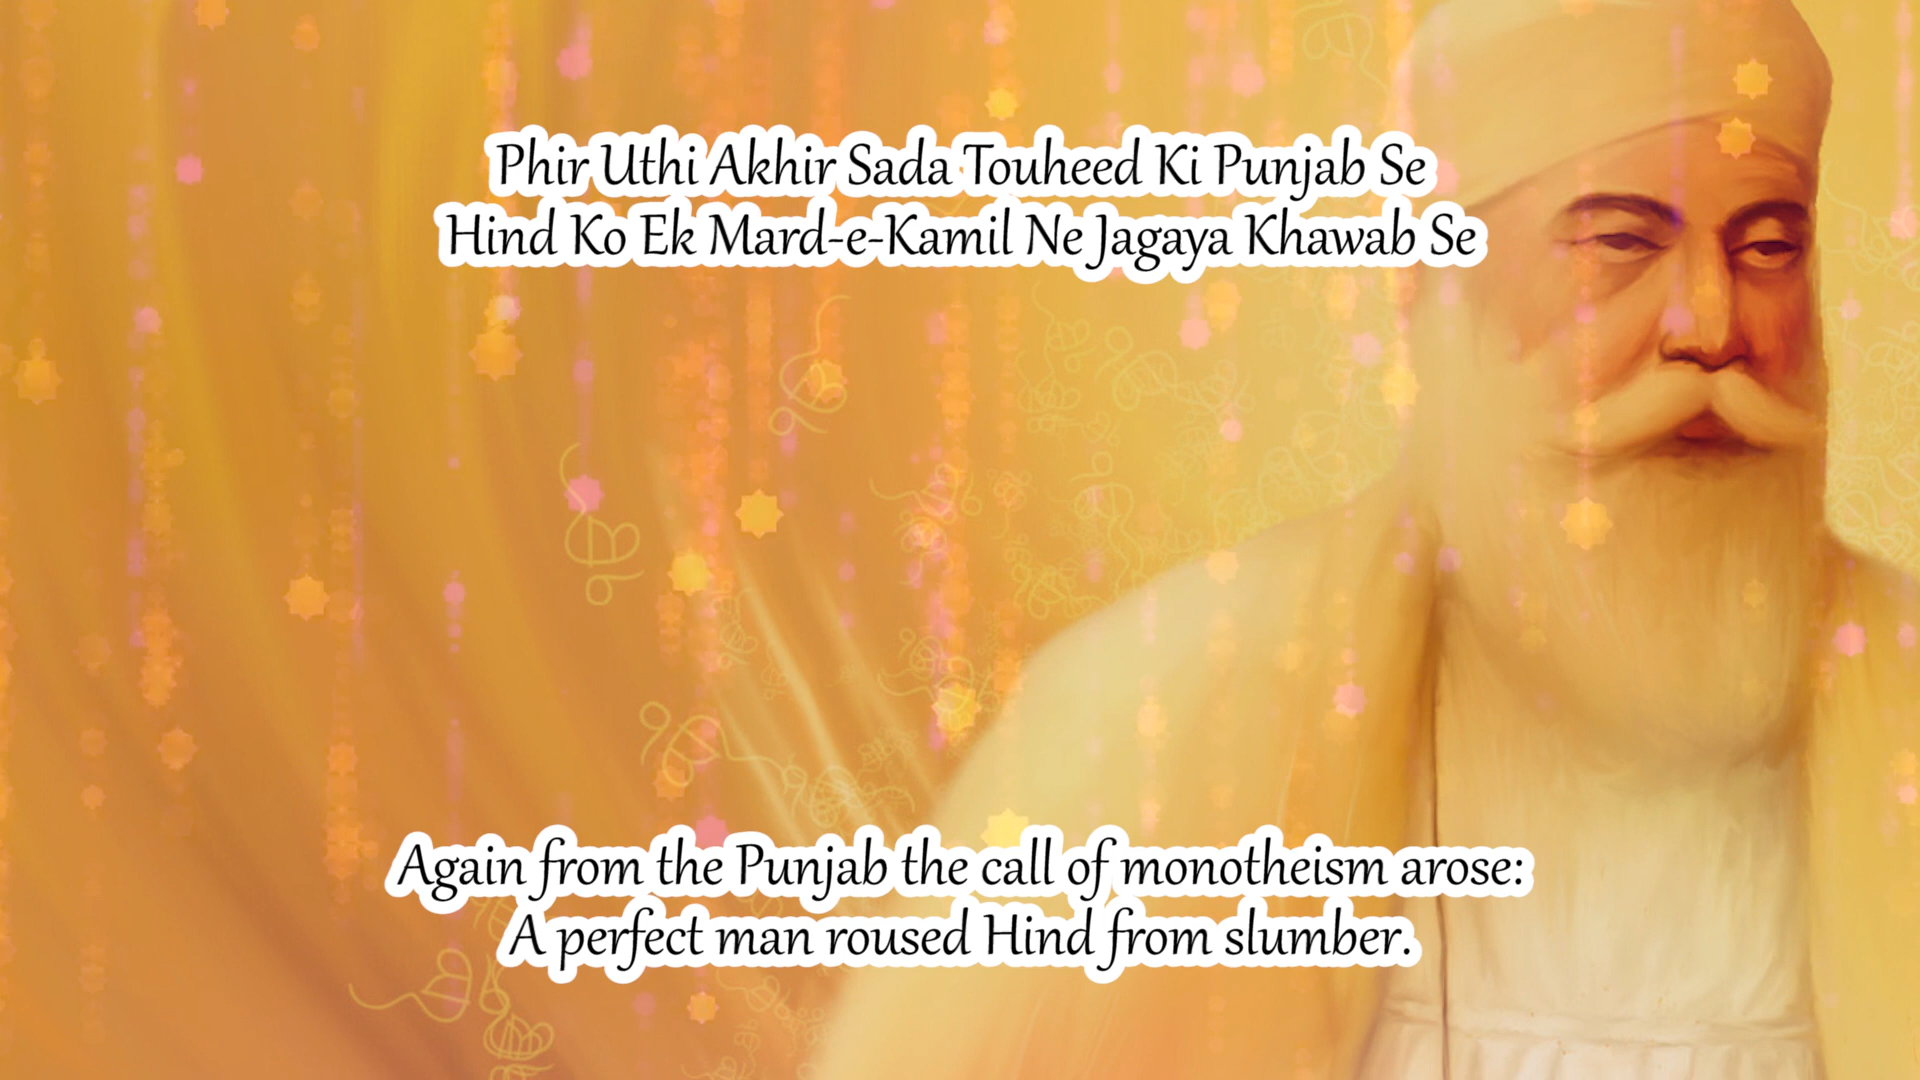 Phir Uthi Akhir Sada Touheed Ki Punjab Se
Hind Ko Ek Mard-e-Kamil Ne Jagaya Khawab Se
Again from the Punjab the call of monotheism arose:
A perfect man roused Hind from slumber.